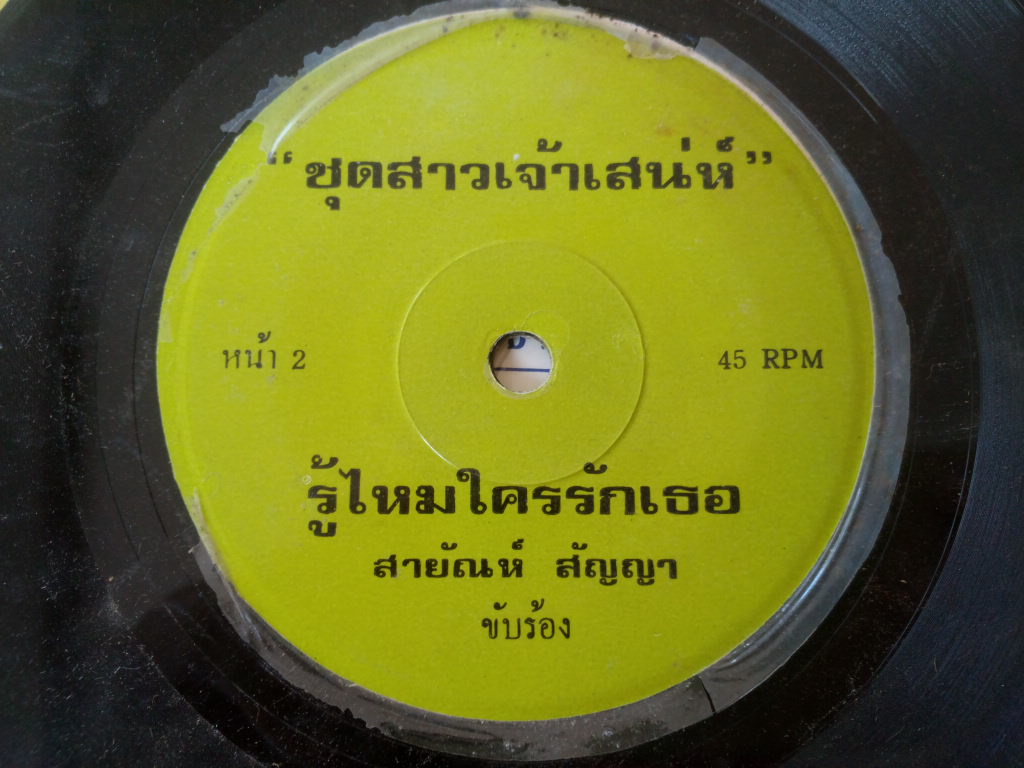 “ชุดสาวเจ้าเสน่ห์”
หน้า 2
45 RPM
รู้ไหมใครรักเธอ
สายัณห์ สัญญา
ขับร้อง